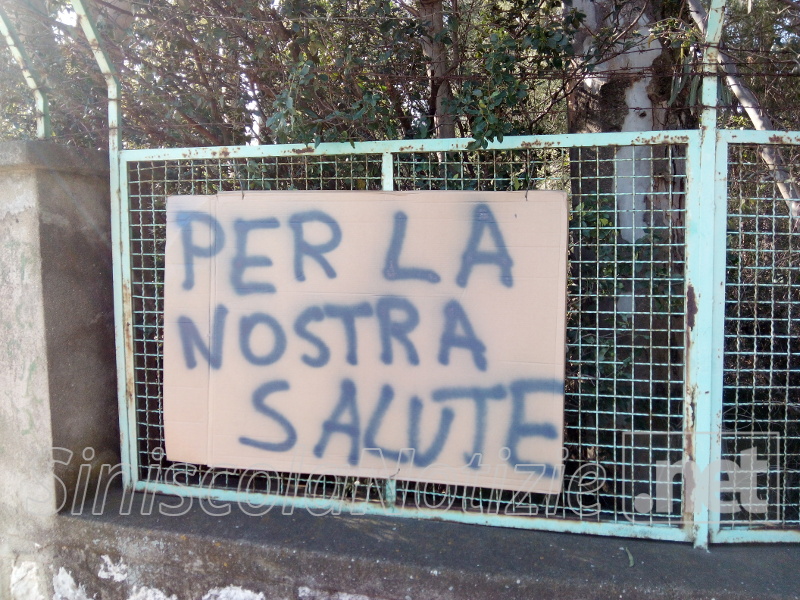 PER LA
NOSTRA
SALUTE
SiniscolaNotizie .net